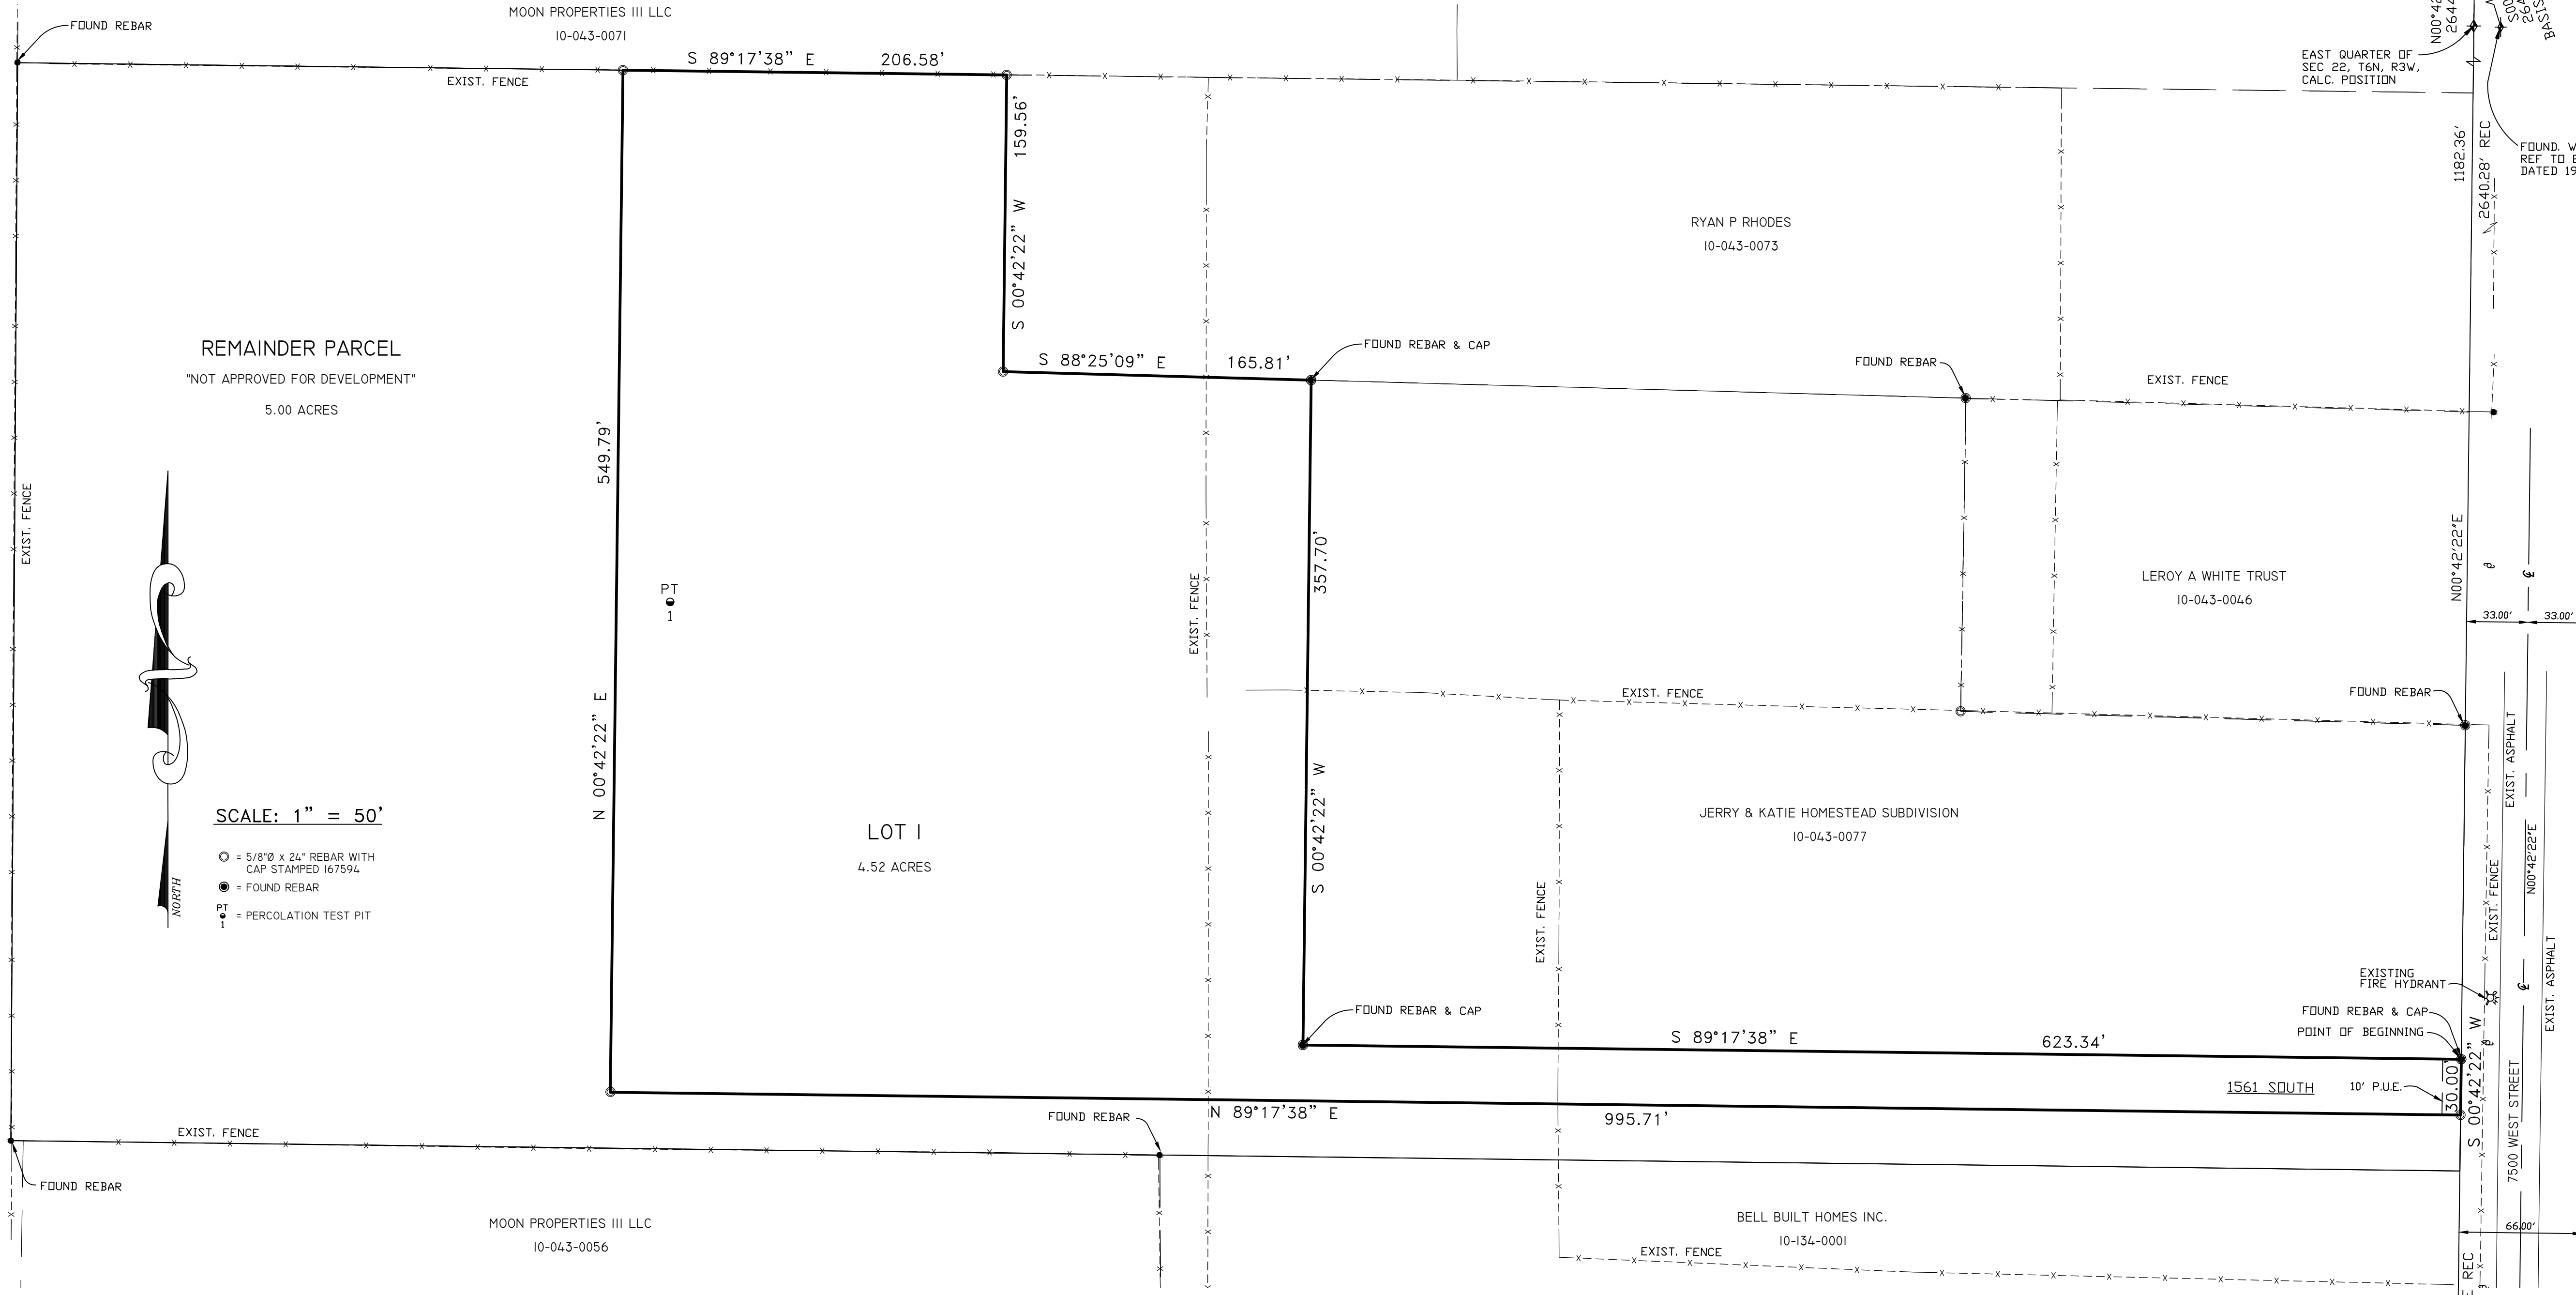 MOON PROPERTIES III LLC
10-043-0071
FOUND REBAR
EXIST. FENCE
S 89°17'38" E 206.58'
159.56'
S 00°42'22" W
S 88°25'09" E 165.81'
FOUND REBAR & CAP
RYAN P RHODES
10-043-0073
FOUND REBAR
EXIST. FENCE
EAST QUARTER OF
SEC 22, T6N, R3W,
CALC. POSITION
N00°42
2644
BASIS
1182.36'
2640.28' REC
FOUND. W
REF TO
DATED 19
REMAINDER PARCEL
"NOT APPROVED FOR DEVELOPMENT"
5.00 ACRES
EXIST. FENCE
549.79'
N 00°42'22" E
PT
1
EXIST. FENCE
357.70'
S 00°42'22" W
LEROY A WHITE TRUST
10-043-0046
N00°42'22"E
33.00'
33.00'
FOUND REBAR
EXIST. FENCE
JERRY & KATIE HOMESTEAD SUBDIVISION
10-043-0077
EXIST. FENCE
EXIST. ASPHALT
N00°42'22"E
EXIST. FENCE
EXIST. ASPHALT
SCALE: 1" = 50'
= 5/8"Ø x 24" REBAR WITH
CAP STAMPED 167594
= FOUND REBAR
PT
1
= PERCOLATION TEST PIT
NORTH
LOT 1
4.52 ACRES
EXISTING
FIRE HYDRANT
FOUND REBAR & CAP
POINT OF BEGINNING
FOUND REBAR & CAP
S 89°17'38" E 623.34'
1561 SOUTH
10' P.U.E.
30.00'
S 00°42'22" W
7500 WEST STREET
N 89°17'38" E 995.71'
FOUND REBAR
EXIST. FENCE
FOUND REBAR
MOON PROPERTIES III LLC
10-043-0056
BELL BUILT HOMES INC.
10-134-0001
EXIST. FENCE
66.00'
REC